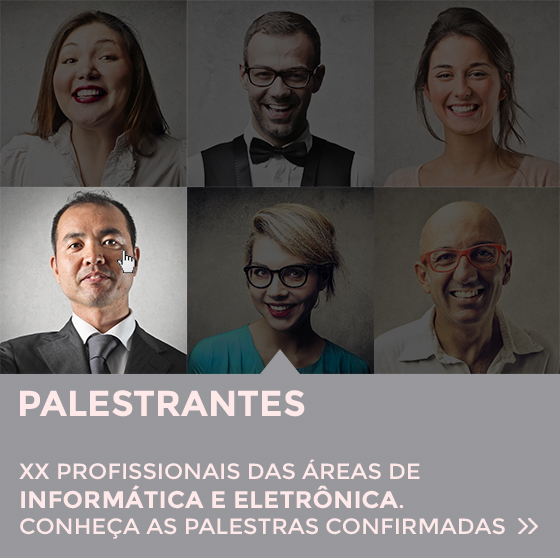 PALESTRANTES
XX PROFISSIONAIS DAS ÁREAS DE
INFORMÁTICA E ELETRÔNICA.
CONHEÇA AS PALESTRAS CONFIRMADAS »